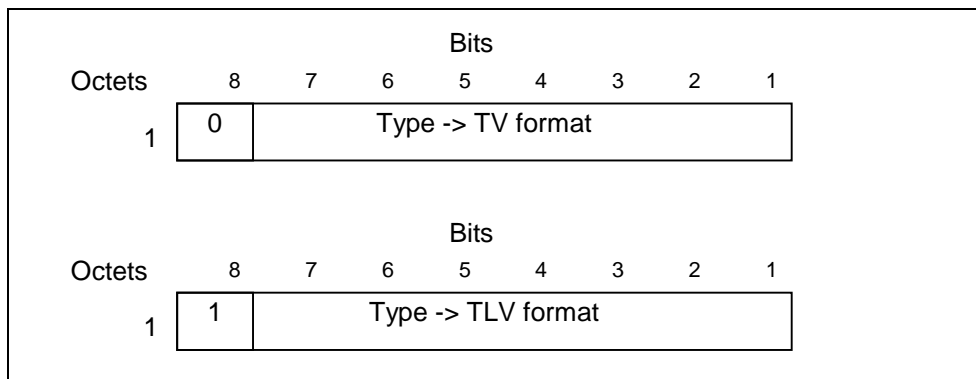 Bits
Octets 8 7 6 5 4 3 2 1
1 0 Type -> TV format
Bits
Octets 8 7 6 5 4 3 2 1
1 1 Type -> TLV format